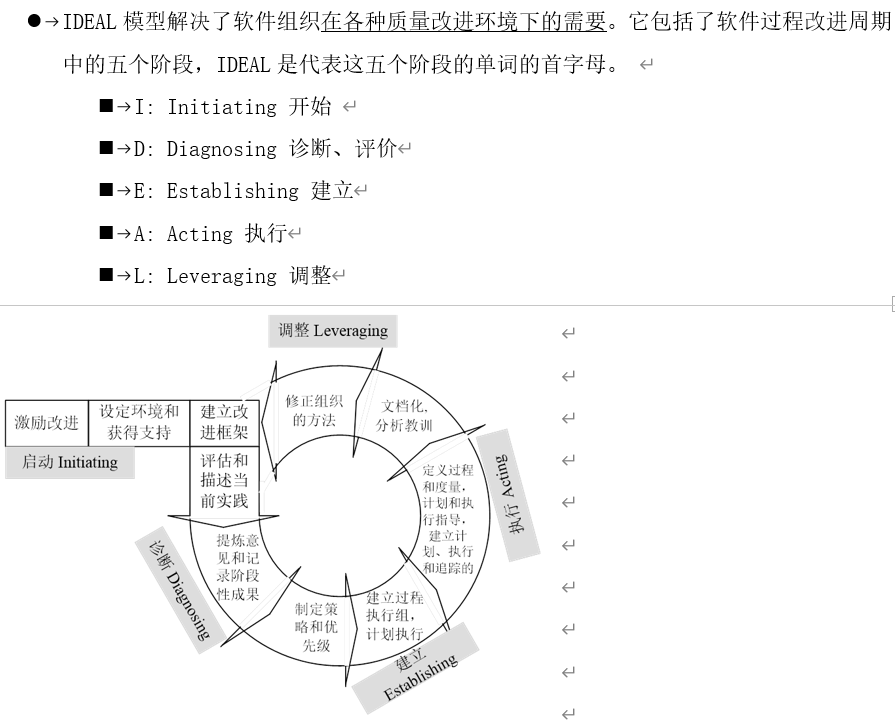 IDEAL 模型解决了软件组织在各种质量改进环境下的需要。它包括了软件过程改进周期
中的五个阶段，IDEAL 是代表这五个阶段的单词的首字母。
I: Initiating 开始
D: Diagnosing 诊断、评价
E: Establishing 建立
A: Acting 执行
L: Leveraging 调整
调整 Leveraging
激励改进
设定环境和
获得支持
建立改
进框架
启动 Initiating
评估和
描述当
前实践
修正组织
的方法
文档化,
分析教训
定义过程
和度量,
计划和执
行指导,
建立计
划、执行
和追踪的
执行 Acting
提炼意
见和记
录阶段
性成果
诊断 Diagnosing
制定策
略和优
先级
建立过程
执行组,
计划执行
建立
Establishing